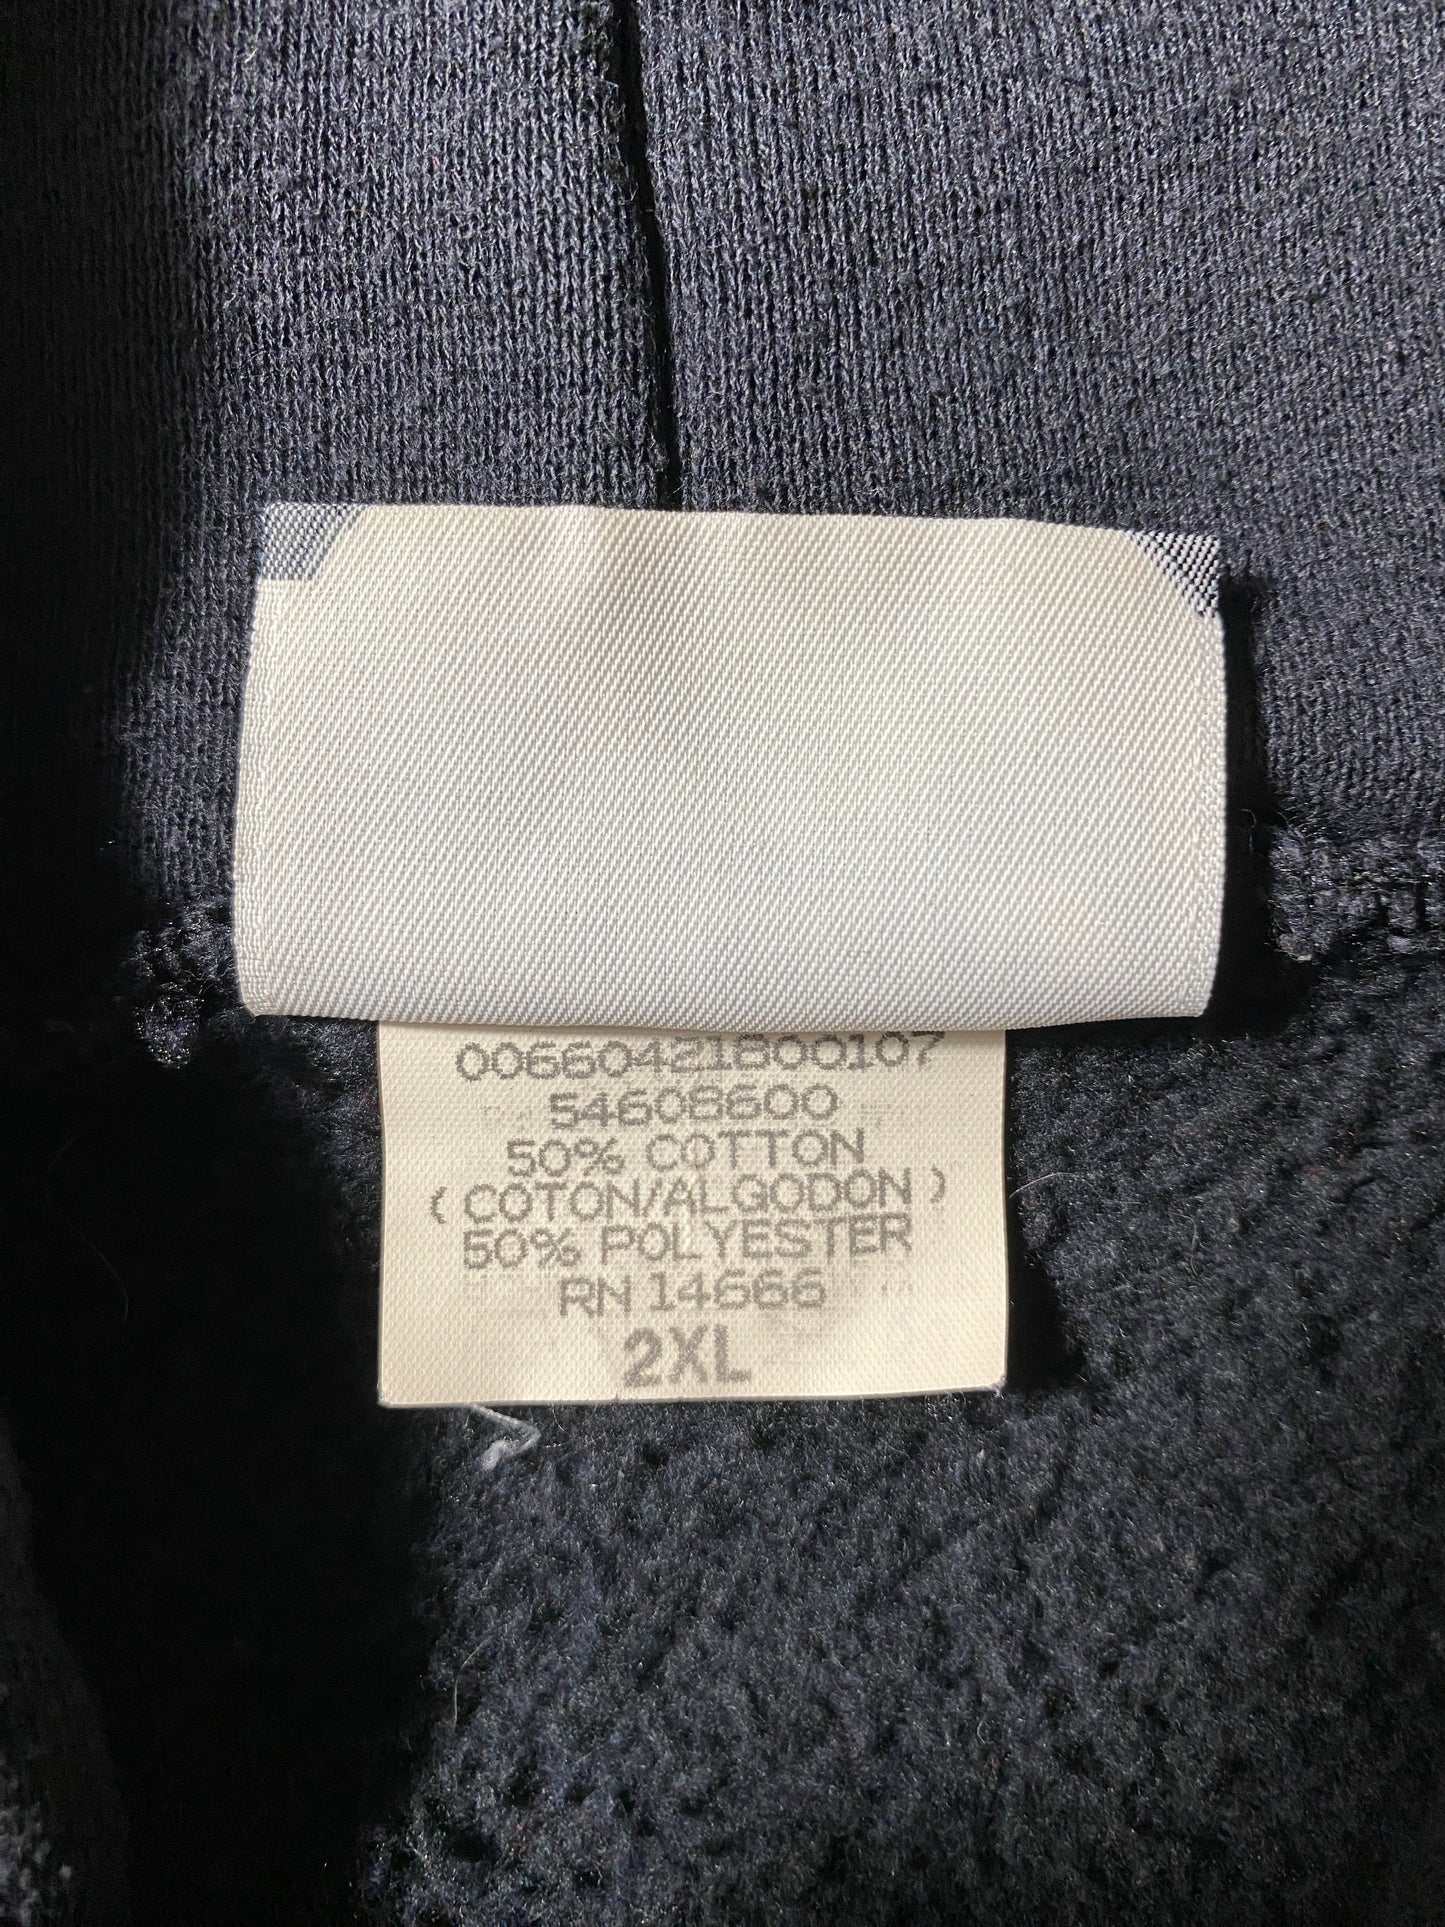 00660421800107
54608600
50% COTTON
( COTON/ALGODON )
50% POLYESTER
RN 14666
2XL